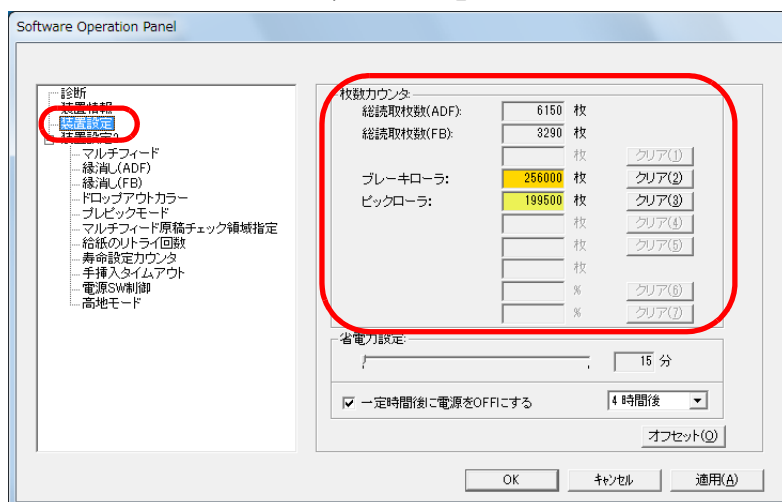 Software Operation Panel
診断
装置情報
装置設定
装置設定2
マルチフィード
縁消し(ADF)
縁消し(FB)
ドロップアウトカラー
プレピックモード
マルチフィード原稿チェック領域指定
給紙のリトライ回数
寿命設定カウンタ
手挿入タイムアウト
電源SW制御
高地モード
枚数カウンタ
総読取枚数(ADF): 6150 枚
総読取枚数(FB): 3290 枚
枚 クリア(1)
ブレーキローラ: 256000 枚 クリア(2)
ピックローラ: 199500 枚 クリア(3)
枚 クリア(4)
枚 クリア(5)
枚
% クリア(6)
% クリア(7)
省電力設定:
15 分
一定時間後に電源をOFFにする 4 時間後
オフセット(O)
OK キャンセル 適用(A)